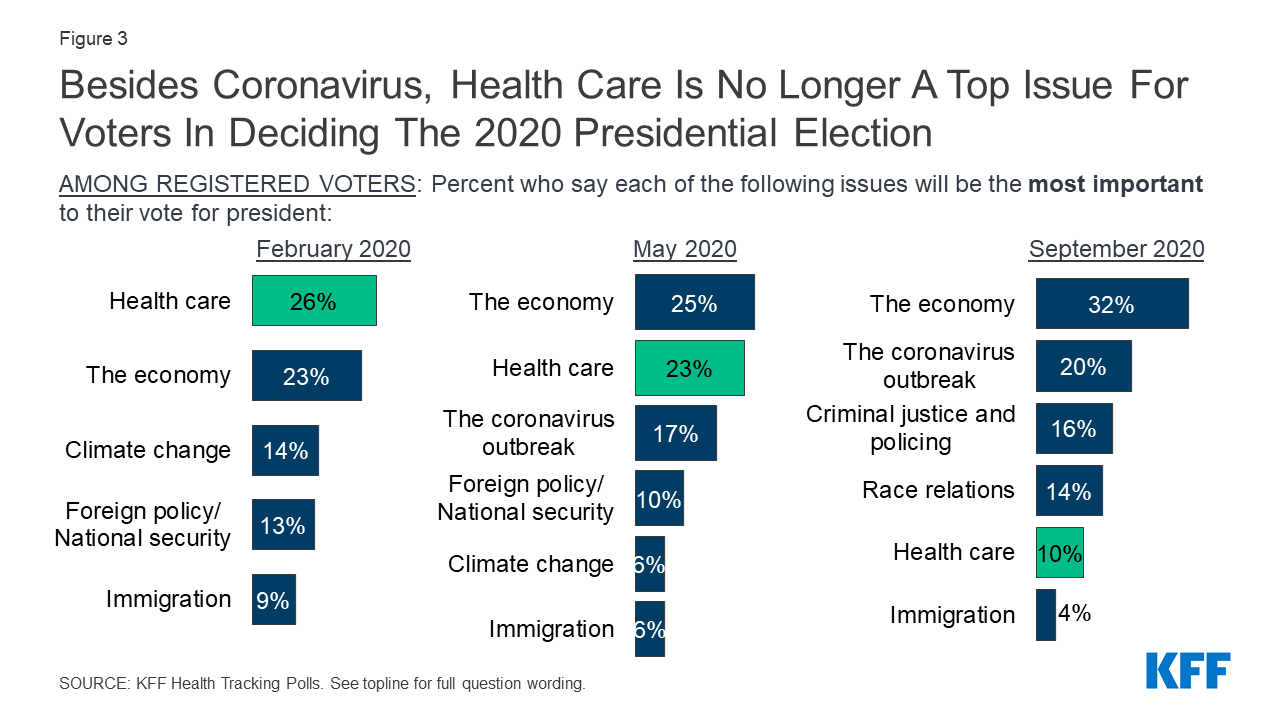 Figure 3
Besides Coronavirus, Health Care Is No Longer A Top Issue For
Voters In Deciding The 2020 Presidential Election
AMONG REGISTERED VOTERS: Percent who say each of the following issues will be the most important
to their vote for president:
February 2020
Health care 26%
The economy 23%
Climate change 14%
Foreign policy/
National security 13%
Immigration 9%
May 2020
The economy 25%
Health care 23%
The coronavirus
outbreak 17%
Foreign policy/
National security 10%
Climate change 6%
Immigration 6%
September 2020
The economy 32%
The coronavirus
outbreak 20%
Criminal justice and
policing 16%
Race relations 14%
Health care 10%
Immigration 4%
SOURCE: KFF Health Tracking Polls. See topline for full question wording.
KFF